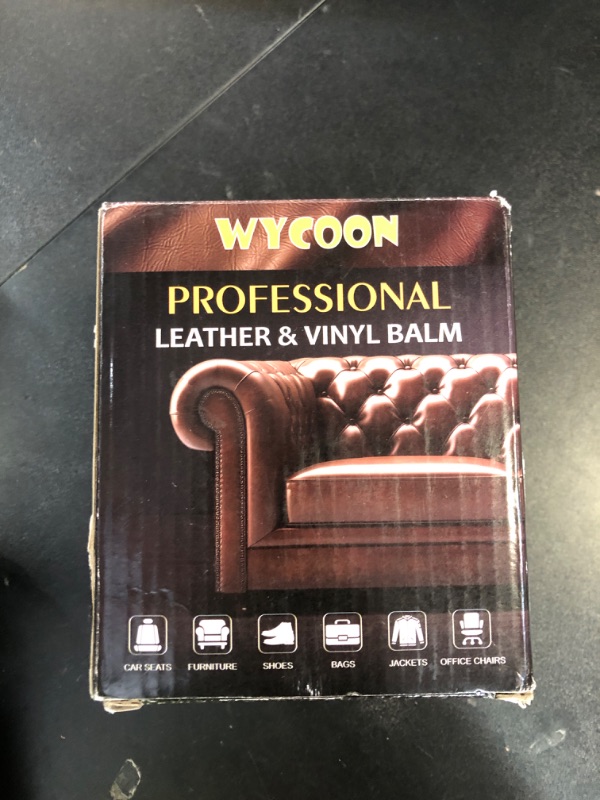 WYCOON
PROFESSIONAL
LEATHER & VINYL BALM
CAR SEATS FURNITURE SHOES BAGS JACKETS OFFICE CHAIRS